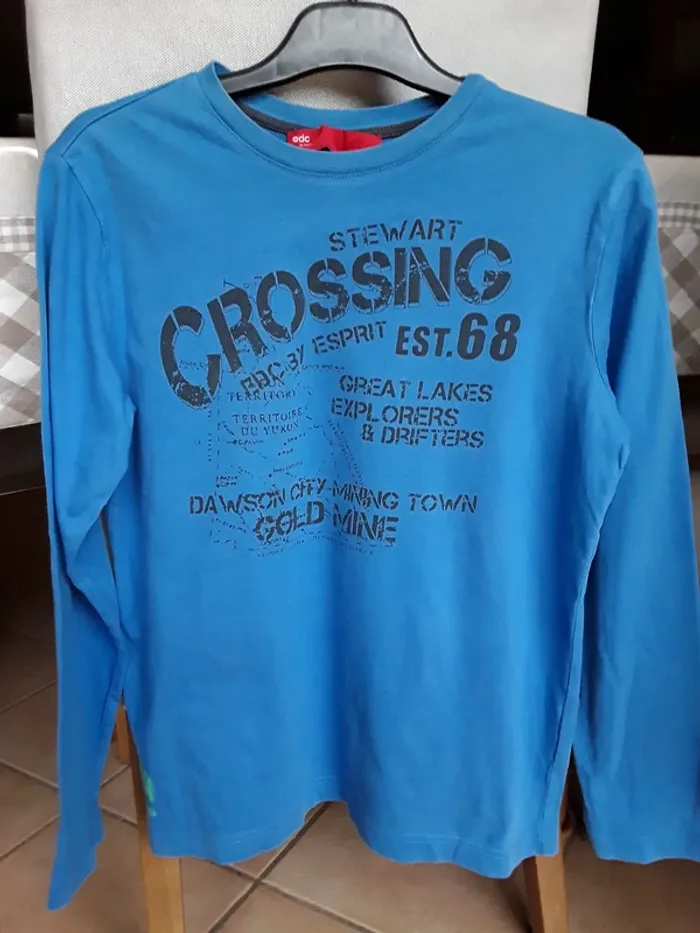 edc
STEWART
CROSSING
EDC BY ESPRIT
EST.68
TERRITORY
GREAT LAKES
TERRITOIRE
EXPLORERS
DU YUKON
& DRIFTERS
DAWSON CITY-MINING TOWN
GOLD MINE